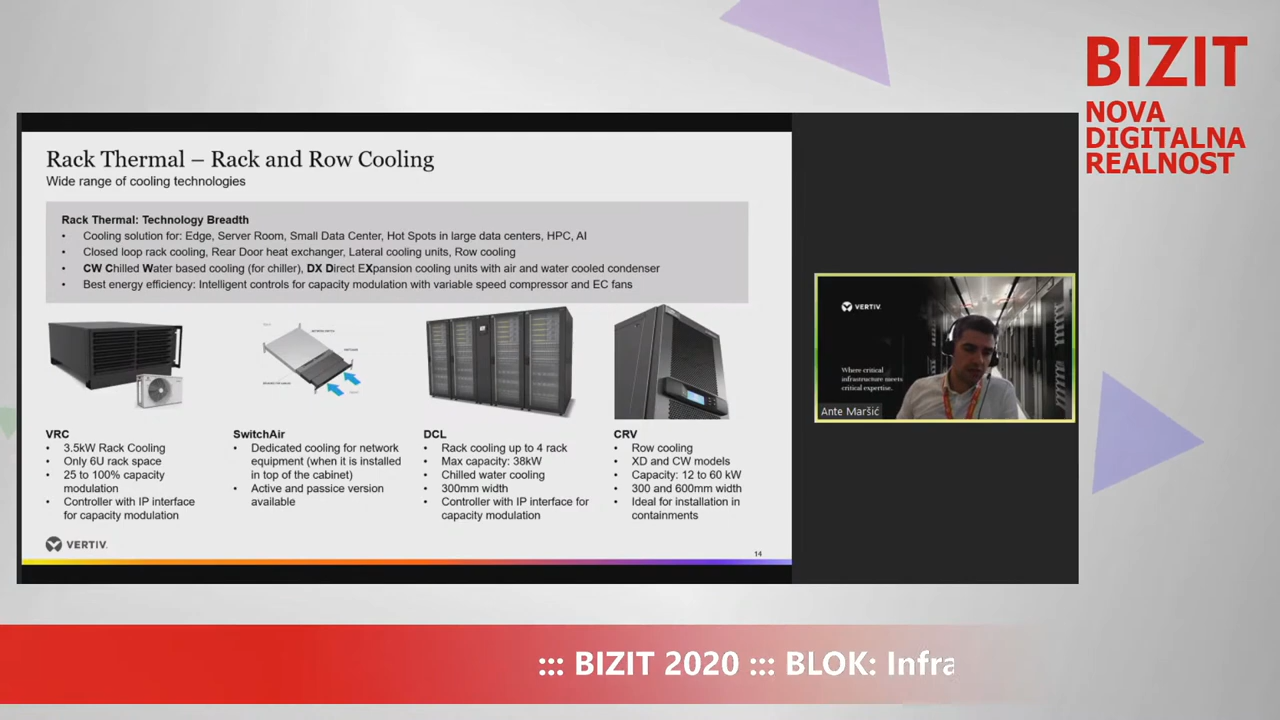 BIZIT
NOVA
DIGITALNA
REALNOST
Rack Thermal – Rack and Row Cooling
Wide range of cooling technologies
Rack Thermal: Technology Breadth
• Cooling solution for: Edge, Server Room, Small Data Center, Hot Spots in large data centers, HPC, AI
• Closed loop rack cooling, Rear Door heat exchanger, Lateral cooling units, Row cooling
• CW Chilled Water based cooling (for chiller), DX Direct EXpansion cooling units with air and water cooled condenser
• Best energy efficiency: Intelligent controls for capacity modulation with variable speed compressor and EC fans
VRC
• 3.5kW Rack Cooling
• Only 6U rack space
• 25 to 100% capacity
modulation
• Controller with IP interface
for capacity modulation
SwitchAir
• Dedicated cooling for network
equipment (when it is installed
in top of the cabinet)
• Active and passive version
available
DCL
• Rack cooling up to 4 rack
• Max capacity: 38kW
• Chilled water cooling
• 300mm width
• Controller with IP interface for
capacity modulation
CRV
• Row cooling
• XD and CW models
• Capacity: 12 to 60 kW
• 300 and 600mm width
• Ideal for installation in
containments
VERTIV.
14
VERTIV.
Where critical
infrastructure meets
critical expertise.
Ante Maršić
::: BIZIT 2020 ::: BLOK: Infra